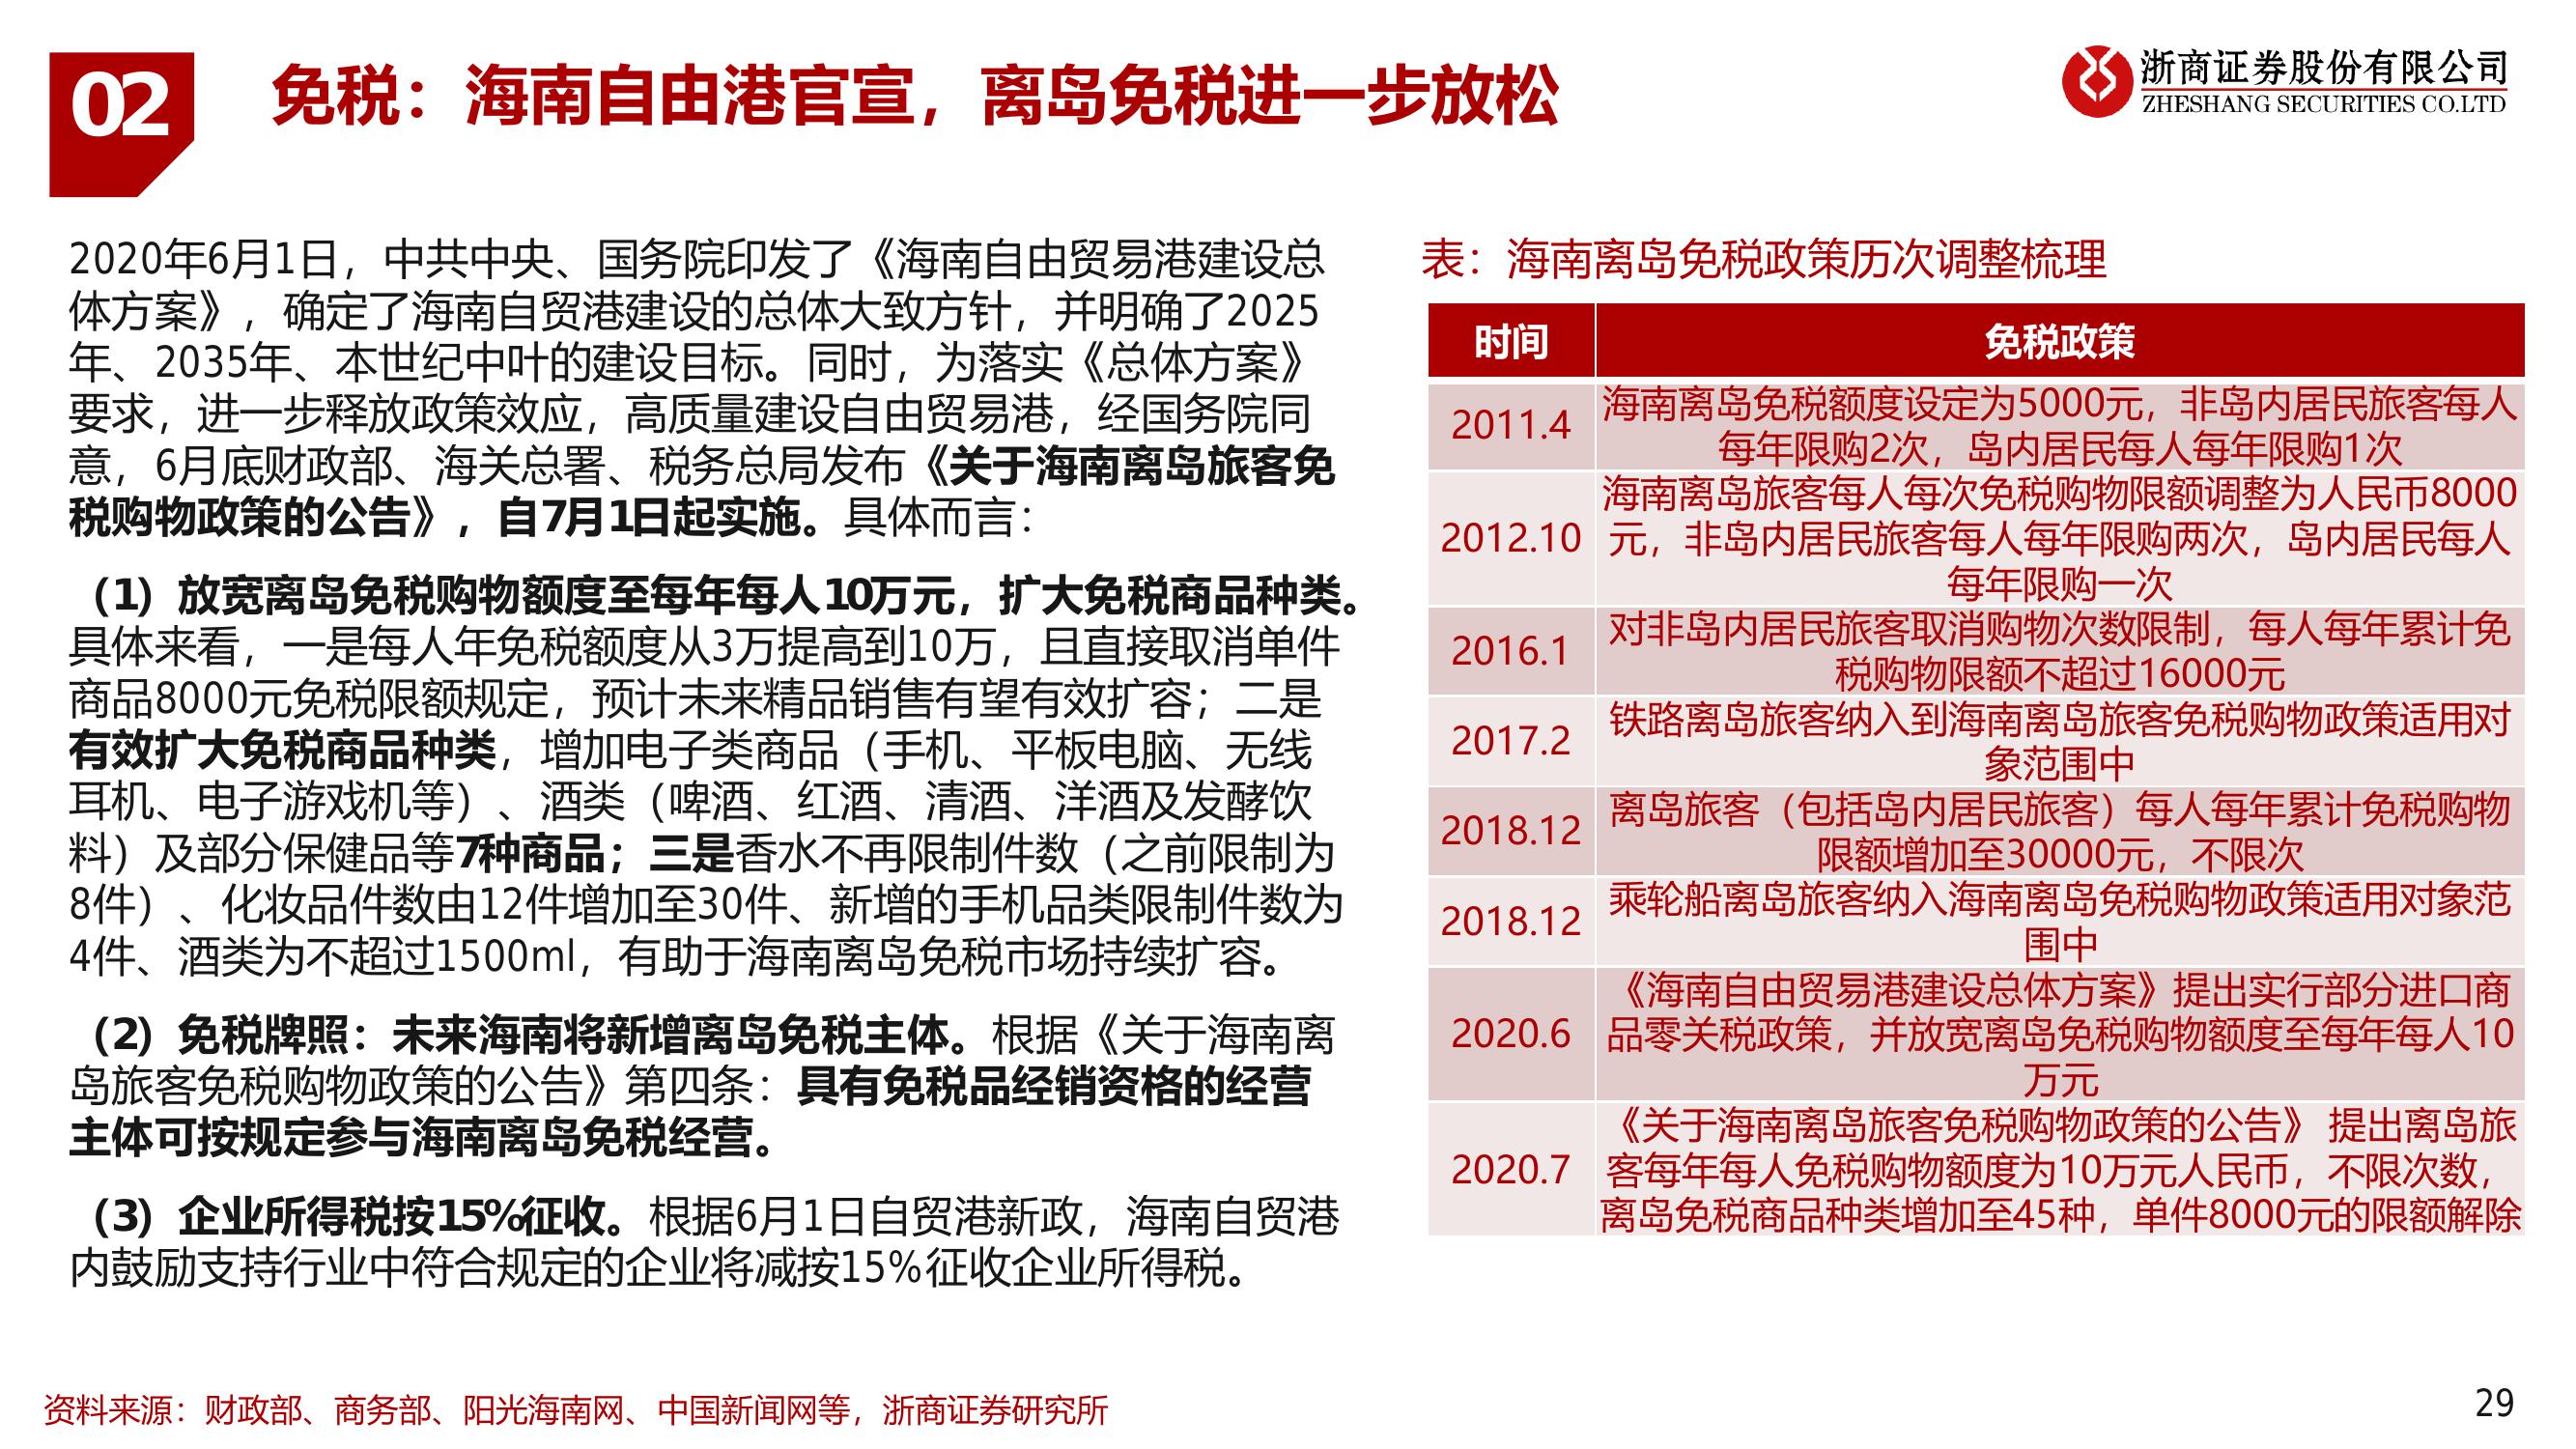 02
免税：海南自由港官宣，离岛免税进一步放松
浙商证券股份有限公司
ZHESHANG SECURITIES CO.LTD
2020年6月1日，中共中央、国务院印发了《海南自由贸易港建设总
体方案》，确定了海南自贸港建设的总体大致方针，并明确了2025
年、2035年、本世纪中叶的建设目标。同时，为落实《总体方案》
要求，进一步释放政策效应，高质量建设自由贸易港，经国务院同
意，6月底财政部、海关总署、税务总局发布《关于海南离岛旅客免
税购物政策的公告》，自7月1日起实施。具体而言：
（1）放宽离岛免税购物额度至每年每人10万元，扩大免税商品种类。
具体来看，一是每人年免税额度从3万提高到10万，且直接取消单件
商品8000元免税限额规定，预计未来精品销售有望有效扩容；二是
有效扩大免税商品种类，增加电子类商品（手机、平板电脑、无线
耳机、电子游戏机等）、酒类（啤酒、红酒、清酒、洋酒及发酵饮
料）及部分保健品等7种商品；三是香水不再限制件数（之前限制为
8件）、化妆品件数由12件增加至30件、新增的手机品类限制件数为
4件、酒类为不超过1500ml，有助于海南离岛免税市场持续扩容。
（2）免税牌照：未来海南将新增离岛免税主体。根据《关于海南离
岛旅客免税购物政策的公告》第四条：具有免税品经销资格的经营
主体可按规定参与海南离岛免税经营。
（3）企业所得税按15%征收。根据6月1日自贸港新政，海南自贸港
内鼓励支持行业中符合规定的企业将减按15%征收企业所得税。
表：海南离岛免税政策历次调整梳理
时间 免税政策
2011.4 海南离岛免税额度设定为5000元，非岛内居民旅客每人
每年限购2次，岛内居民每人每年限购1次
2012.10 海南离岛旅客每人每次免税购物限额调整为人民币8000
元，非岛内居民旅客每人每年限购两次，岛内居民每人
每年限购一次
2016.1 对非岛内居民旅客取消购物次数限制，每人每年累计免
税购物限额不超过16000元
2017.2 铁路离岛旅客纳入到海南离岛旅客免税购物政策适用对
象范围中
2018.12 离岛旅客（包括岛内居民旅客）每人每年累计免税购物
限额增加至30000元，不限次
2018.12 乘轮船离岛旅客纳入海南离岛免税购物政策适用对象范
围中
2020.6 《海南自由贸易港建设总体方案》提出实行部分进口商
品零关税政策，并放宽离岛免税购物额度至每年每人10
万元
2020.7 《关于海南离岛旅客免税购物政策的公告》 提出离岛旅
客每年每人免税购物额度为10万元人民币，不限次数，
离岛免税商品种类增加至45种，单件8000元的限额解除
资料来源：财政部、商务部、阳光海南网、中国新闻网等，浙商证券研究所
29